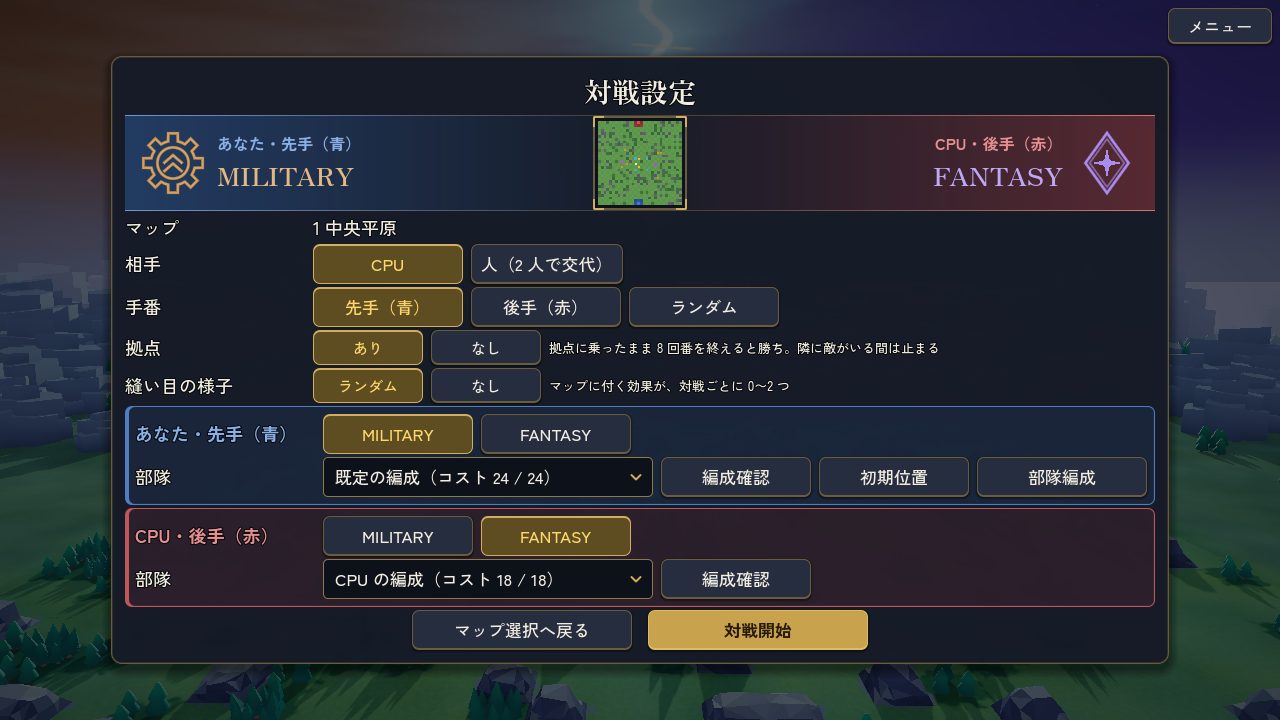 メニュー
対戦設定
あなた・先手（青）
MILITARY
CPU・後手（赤）
FANTASY
マップ 1 中央平原
相手 CPU 人（2 人で交代）
手番 先手（青） 後手（赤） ランダム
拠点 あり なし 拠点に乗ったまま 8 回番を終えると勝ち。隣に敵がいる間は止まる
縫い目の様子 ランダム なし マップに付く効果が、対戦ごとに 0〜2 つ
あなた・先手（青） MILITARY FANTASY
部隊 既定の編成（コスト 24 / 24） 編成確認 初期位置 部隊編成
CPU・後手（赤） MILITARY FANTASY
部隊 CPU の編成（コスト 18 / 18） 編成確認
マップ選択へ戻る 対戦開始